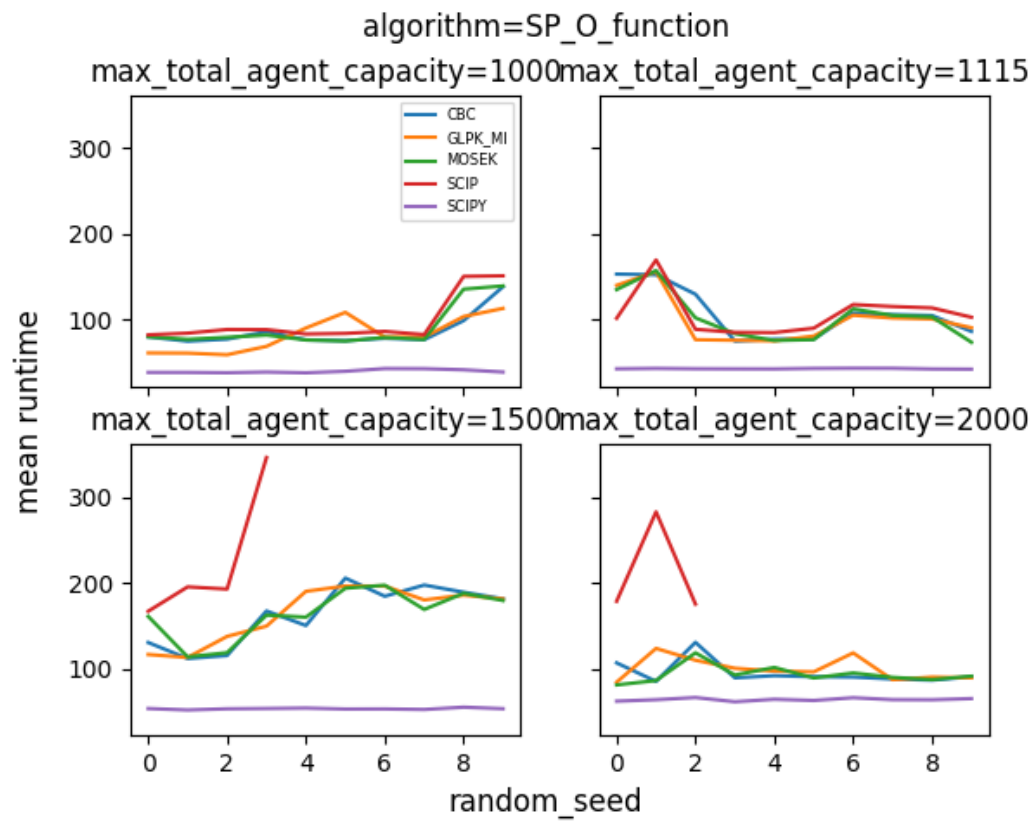 algorithm=SP_O_function
max_total_agent_capacity=1000
max_total_agent_capacity=1115
300
200
100
CBC
GLPK_MI
MOSEK
SCIP
SCIPY
mean runtime
max_total_agent_capacity=1500
max_total_agent_capacity=2000
300
200
100
0 2 4 6 8
0 2 4 6 8
random_seed